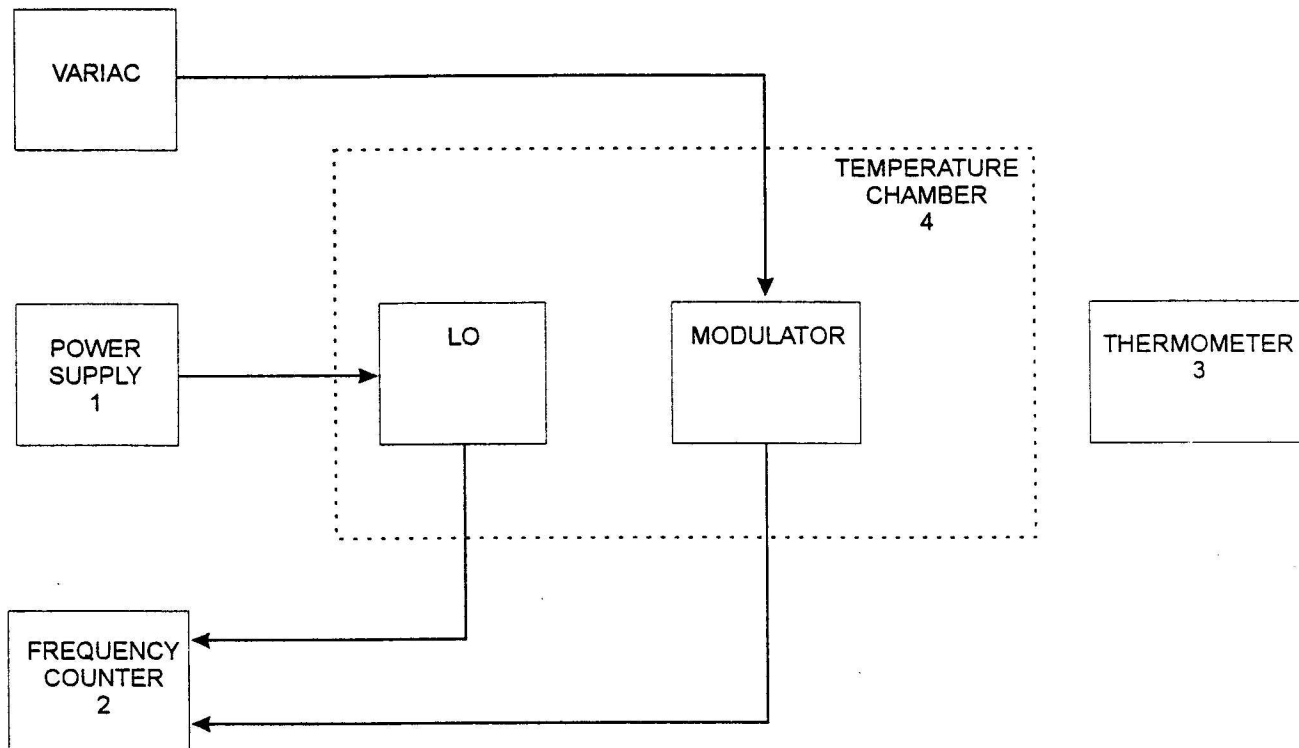 VARIAC
TEMPERATURE
CHAMBER
4
POWER
SUPPLY
1
LO
MODULATOR
THERMOMETER
3
FREQUENCY
COUNTER
2